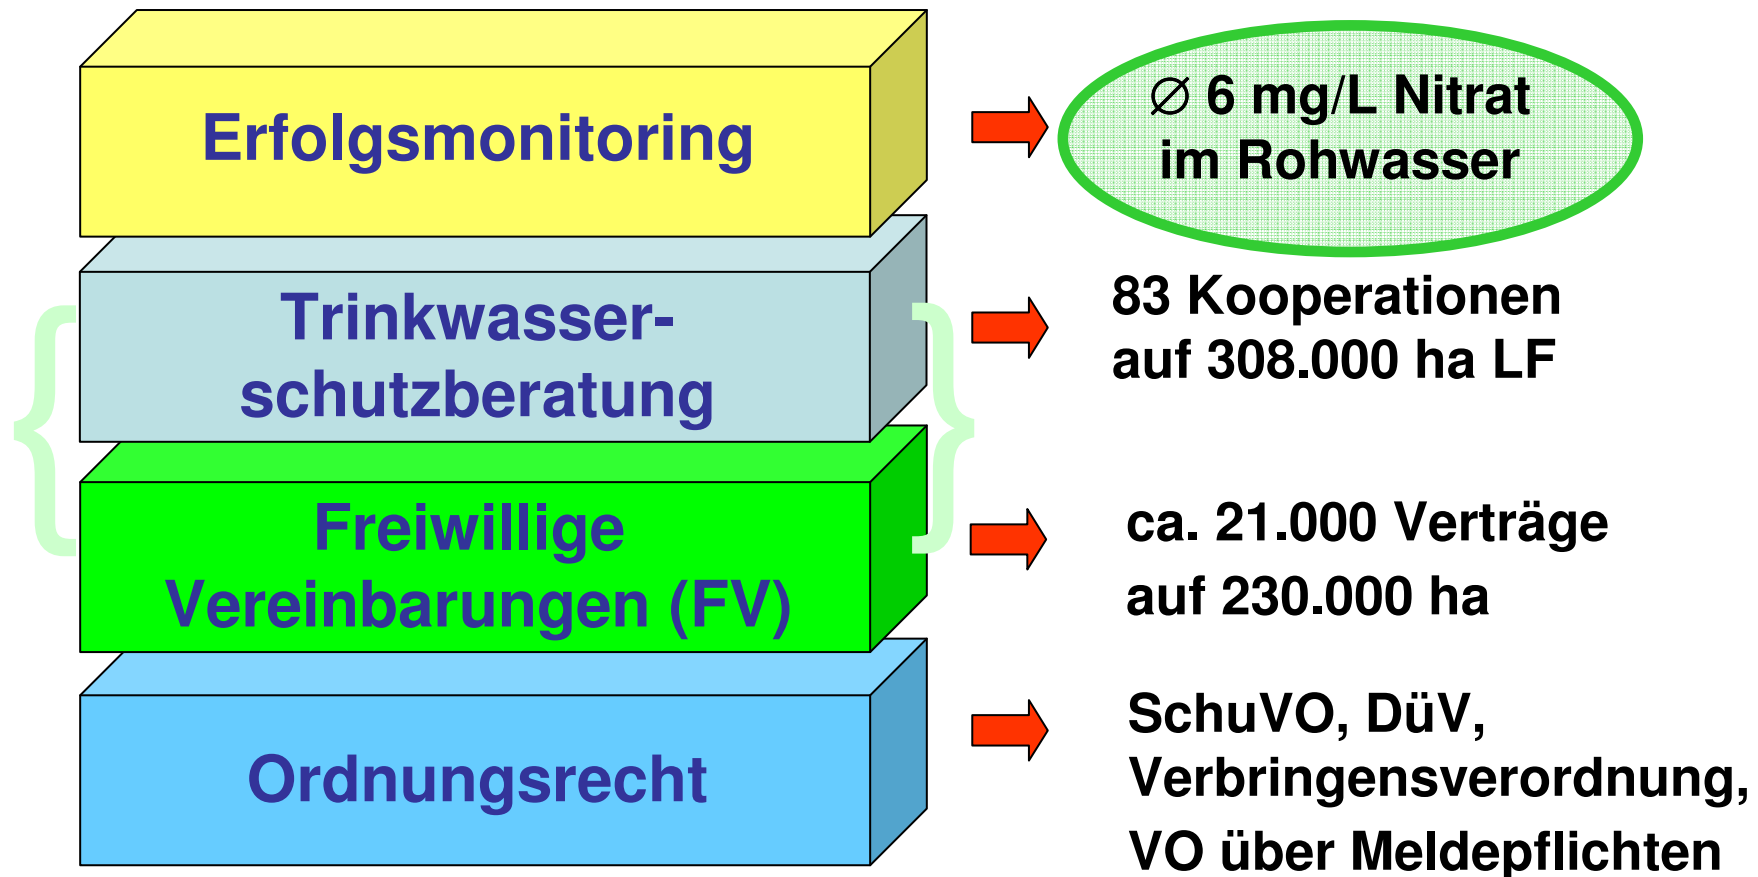 Erfolgsmonitoring
∅ 6 mg/L Nitrat
im Rohwasser
Trinkwasser-
schutzberatung
83 Kooperationen
auf 308.000 ha LF
Freiwillige
Vereinbarungen (FV)
ca. 21.000 Verträge
auf 230.000 ha
Ordnungsrecht
SchuVO, DüV,
Verbringensverordnung,
VO über Meldepflichten